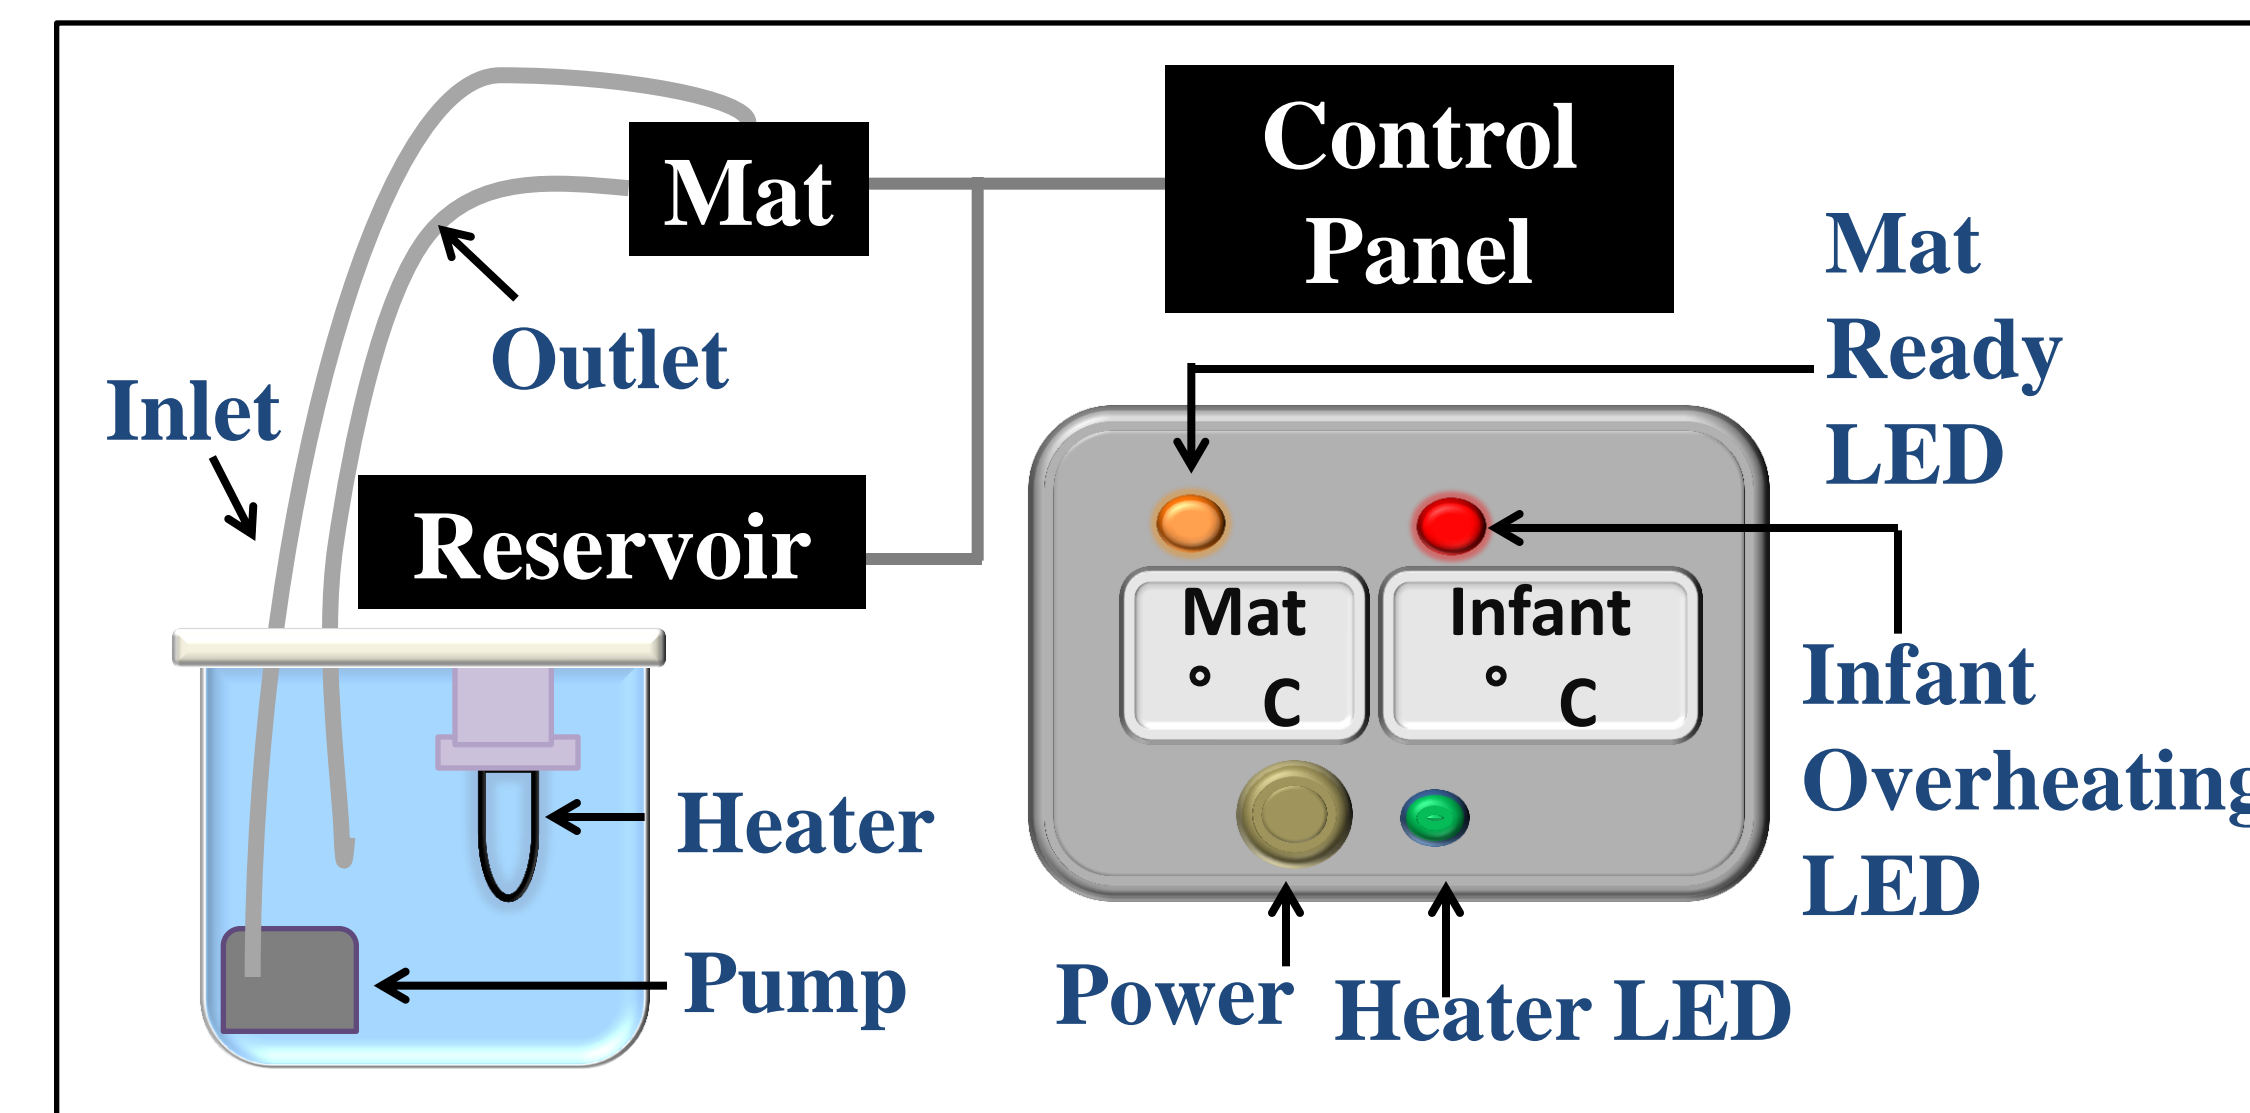 Mat
Control
Panel
Outlet
Inlet
Reservoir
Heater
Pump
Mat
Ready
LED
Mat
° C
Infant
° C
Infant
Overheating
LED
Power
Heater LED